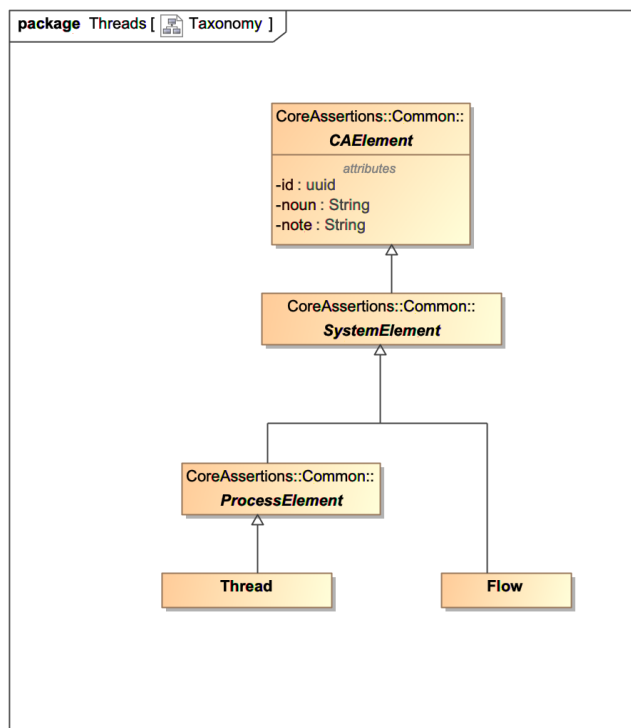 package Threads [ Taxonomy ]
CoreAssertions::Common::
CAElement
attributes
-id : uuid
-noun : String
-note : String
CoreAssertions::Common::
SystemElement
CoreAssertions::Common::
ProcessElement
Thread
Flow